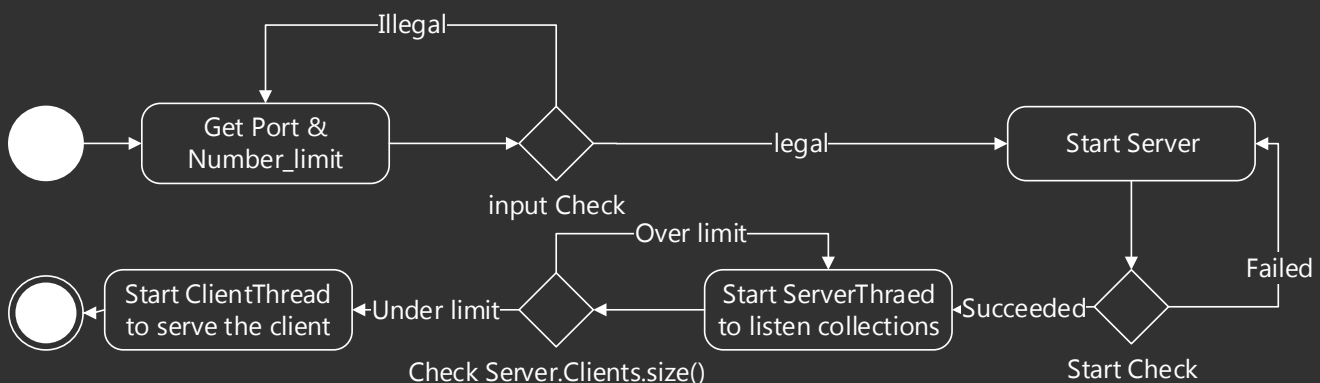 Illegal
Get Port &
Number_limit
legal
Start Server
input Check
Over limit
Failed
Start ClientThread
to serve the client
Under limit
Start ServerThraed
to listen collections
Succeeded
Check Server.Clients.size()
Start Check